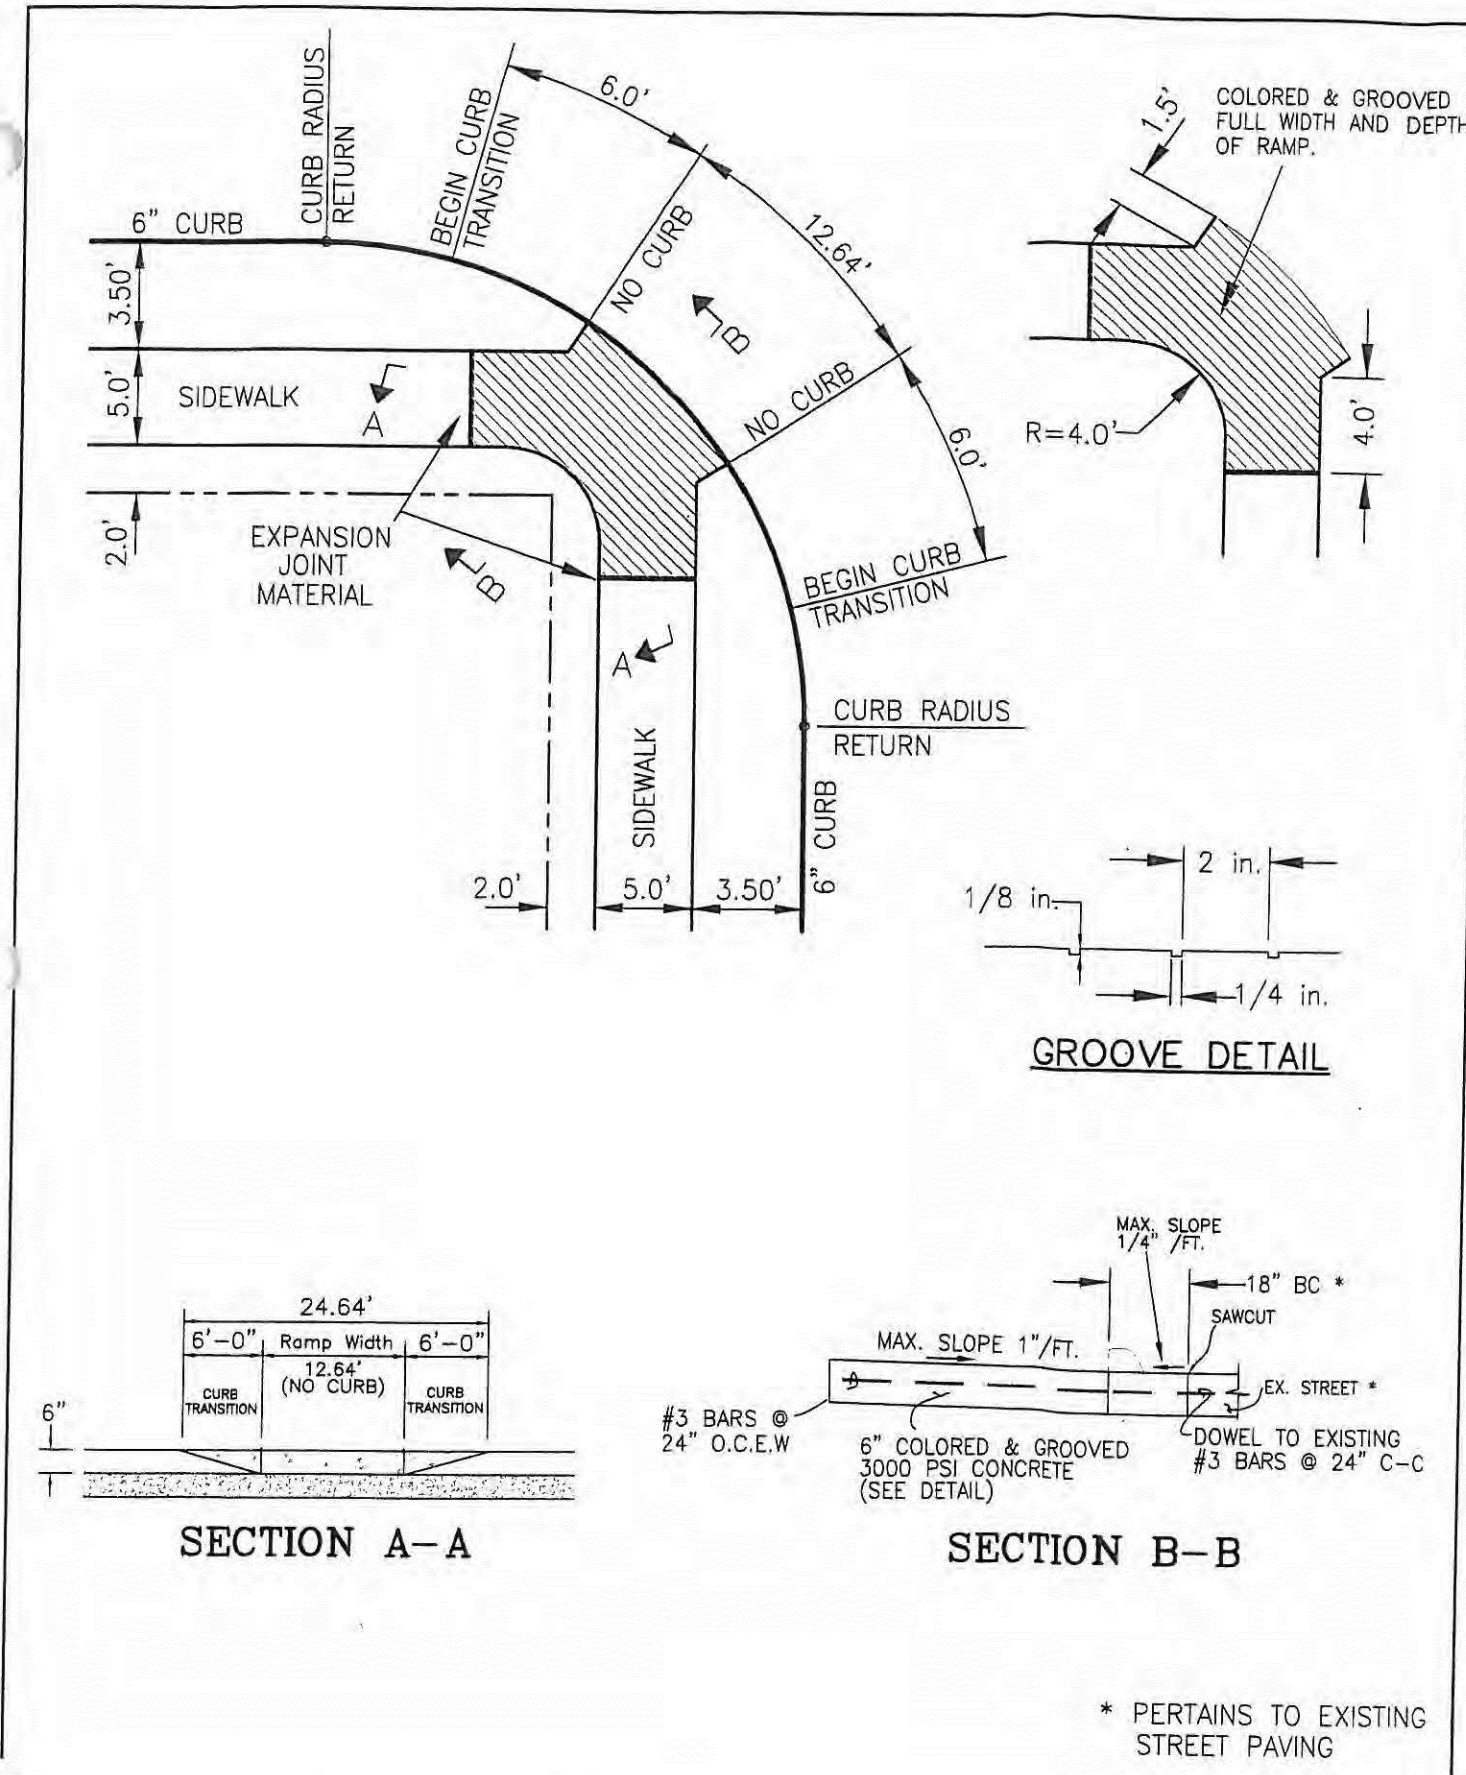 CURB RADIUS
RETURN
BEGIN CURB
TRANSITION
6.0'
6" CURB
3.50'
5.0'
2.0'
SIDEWALK
A
EXPANSION
JOINT
MATERIAL
B
NO CURB
12.64'
B
NO CURB
6.0'
BEGIN CURB
TRANSITION
A
CURB RADIUS
RETURN
SIDEWALK
6" CURB
2.0'
5.0'
3.50'
1.5'
COLORED & GROOVED
FULL WIDTH AND DEPTH
OF RAMP.
R=4.0'
4.0'
2 in.
1/8 in.
1/4 in.
GROOVE DETAIL
24.64'
6'-0"
Ramp Width
6'-0"
12.64'
(NO CURB)
CURB
TRANSITION
CURB
TRANSITION
6"
SECTION A-A
MAX. SLOPE
1/4" /FT.
18" BC *
SAWCUT
MAX. SLOPE 1"/FT.
EX. STREET *
#3 BARS @
24" O.C.E.W
6" COLORED & GROOVED
3000 PSI CONCRETE
(SEE DETAIL)
DOWEL TO EXISTING
#3 BARS @ 24" C-C
SECTION B-B
* PERTAINS TO EXISTING
STREET PAVING